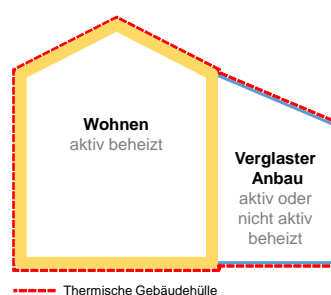 Wohnen
aktiv beheizt
Verglaster
Anbau
aktiv oder
nicht aktiv
beheizt
Thermische Gebäudehülle